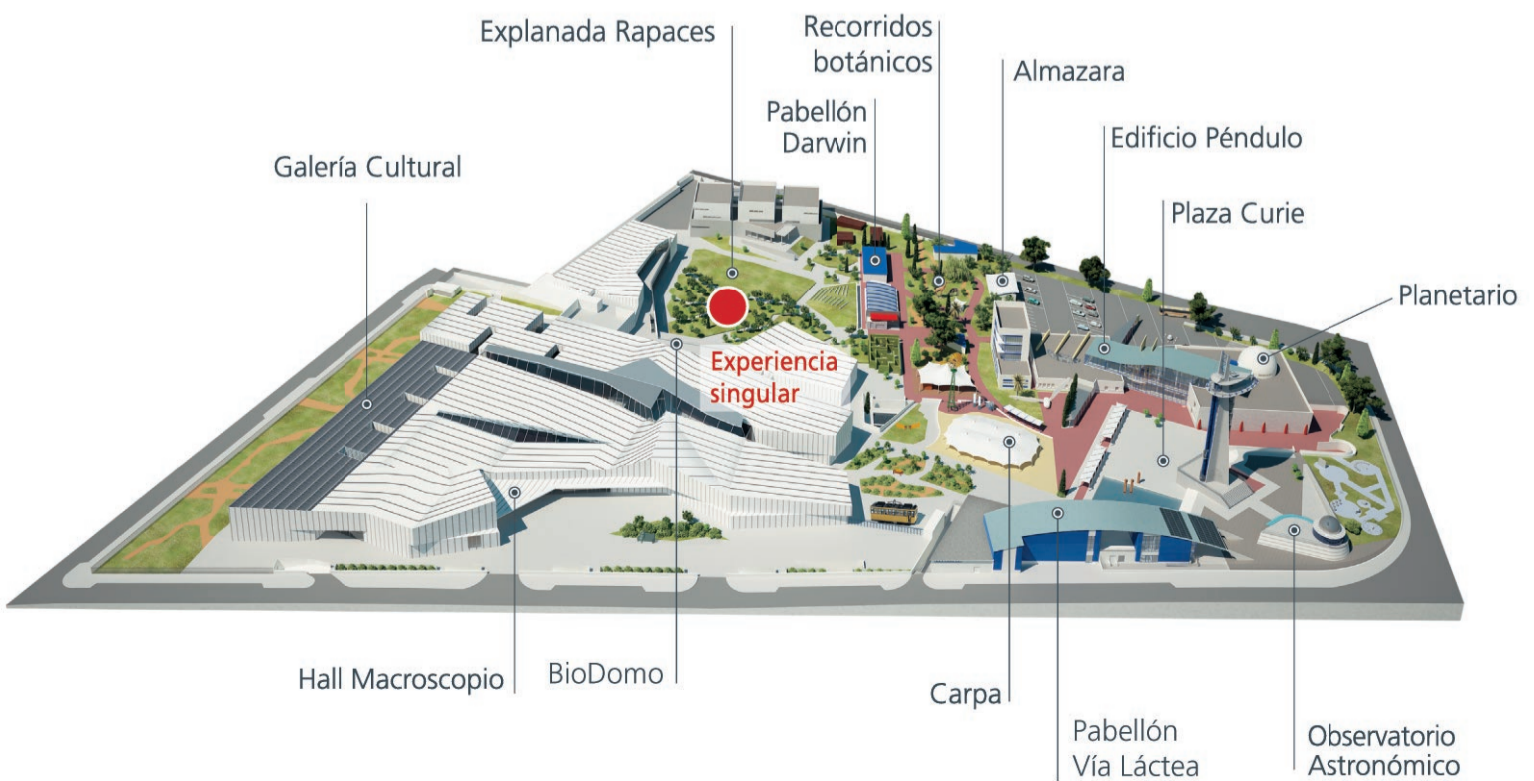 Explanada Rapaces
Recorridos
botánicos
Almazara
Pabellón
Darwin
Edificio Péndulo
Galería Cultural
Plaza Curie
Planetario
Experiencia
singular
Hall Macroscopio
BioDomo
Carpa
Pabellón
Vía Láctea
Observatorio
Astronómico